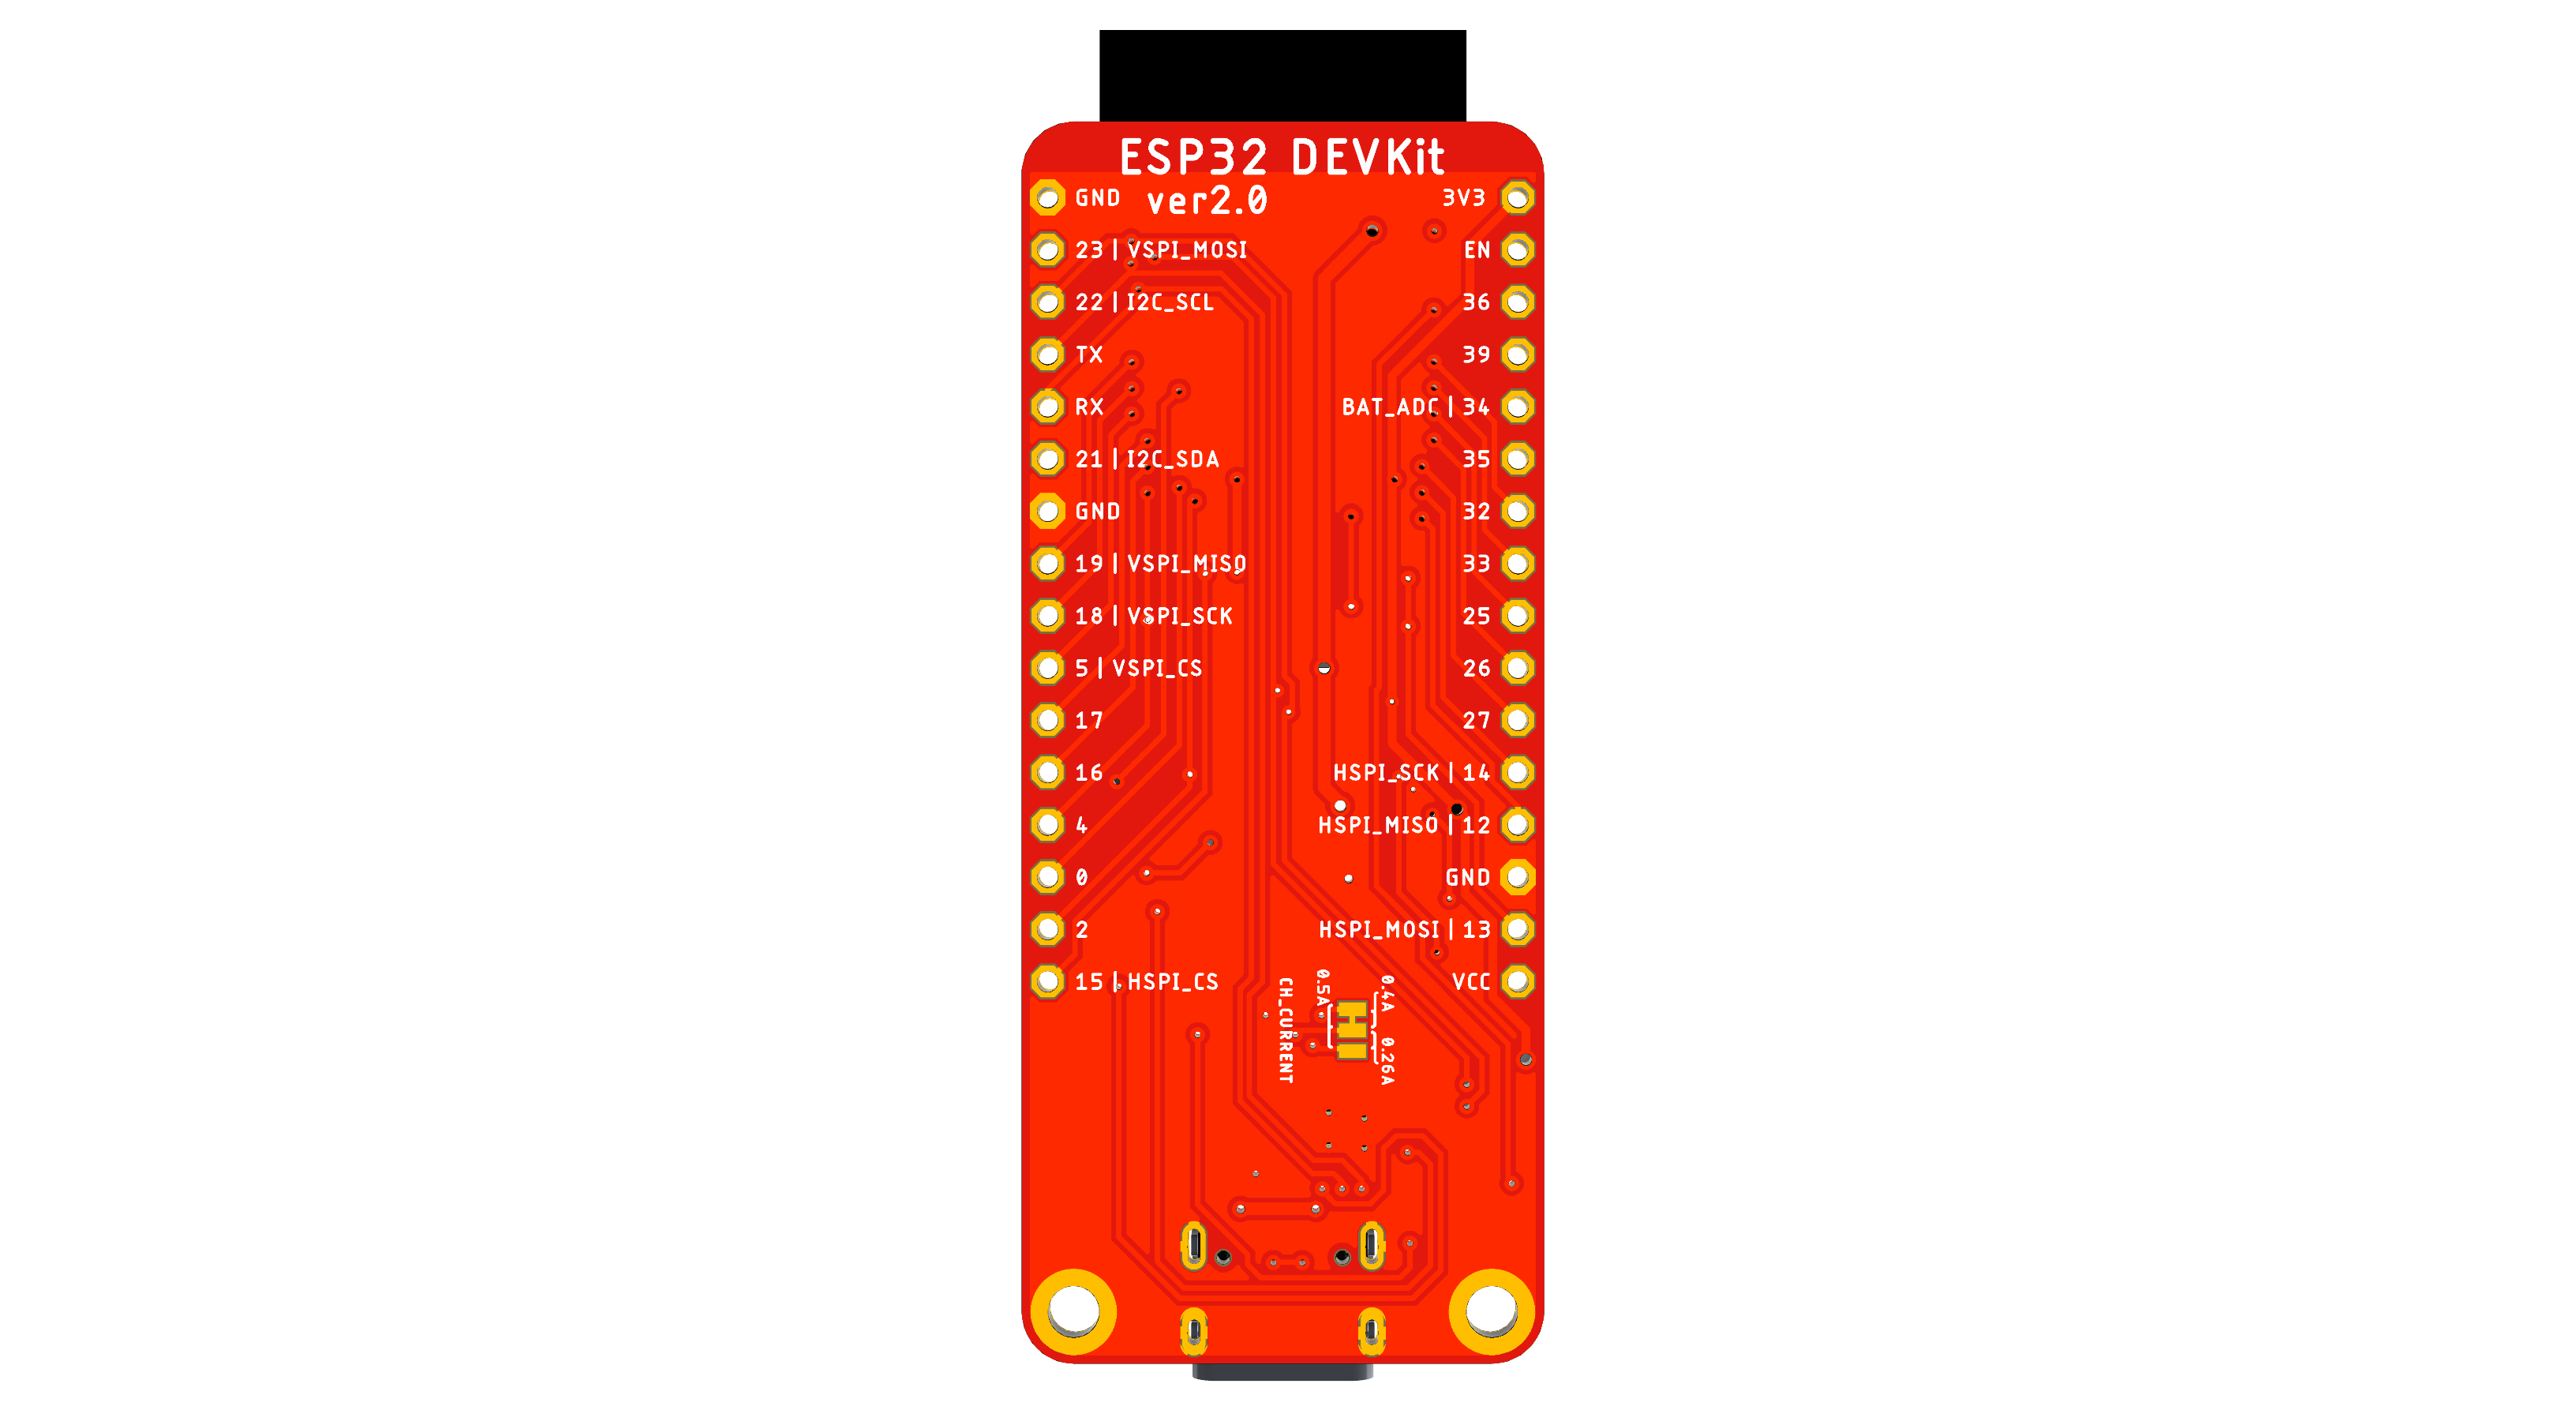 ESP32 DEVKit
ver2.0
GND
23|VSPI_MOSI
22|I2C_SCL
TX
RX
21|I2C_SDA
GND
19|VSPI_MISO
18|VSPI_SCK
5|VSPI_CS
17
16
4
0
2
15|HSPI_CS
3V3
EN
36
39
BAT_ADC|34
35
32
33
25
26
27
HSPI_SCK|14
HSPI_MISO|12
GND
HSPI_MOSI|13
VCC
CH_CURRENT
0.5A
0.4A
0.26A